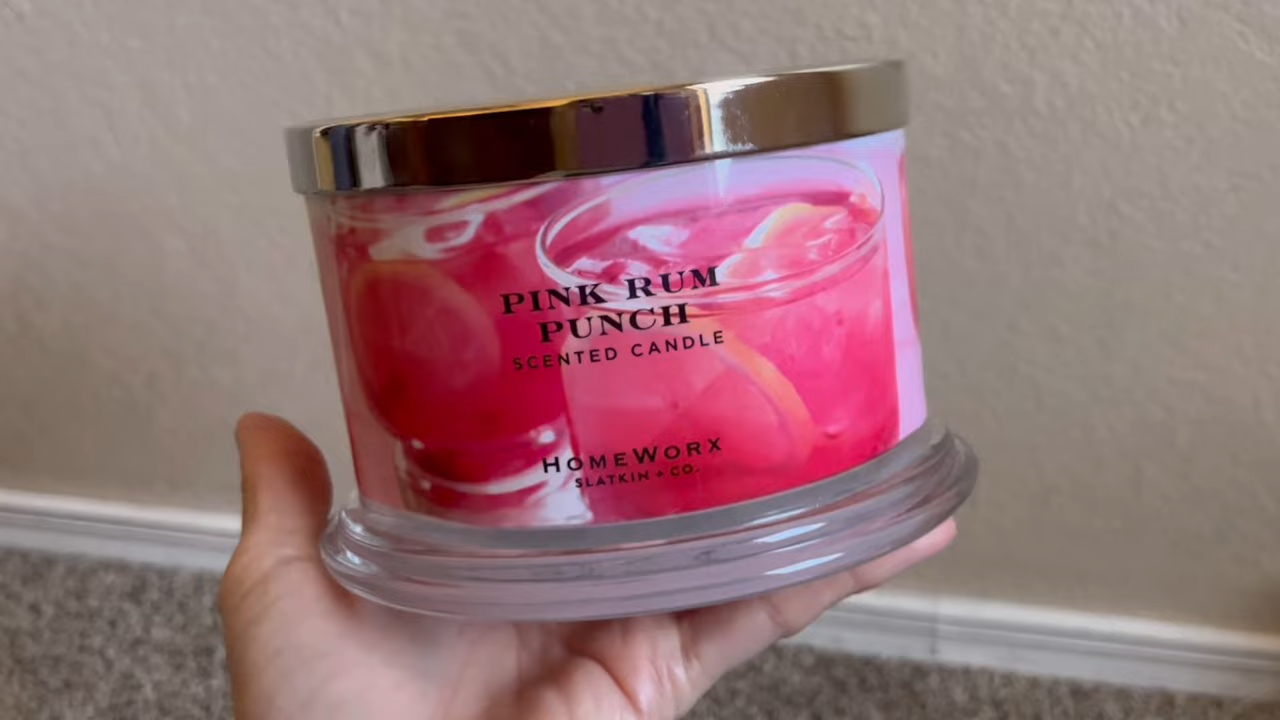 PINK RUM
PUNCH
SCENTED CANDLE
HOMEWORX
SLATKIN + CO.